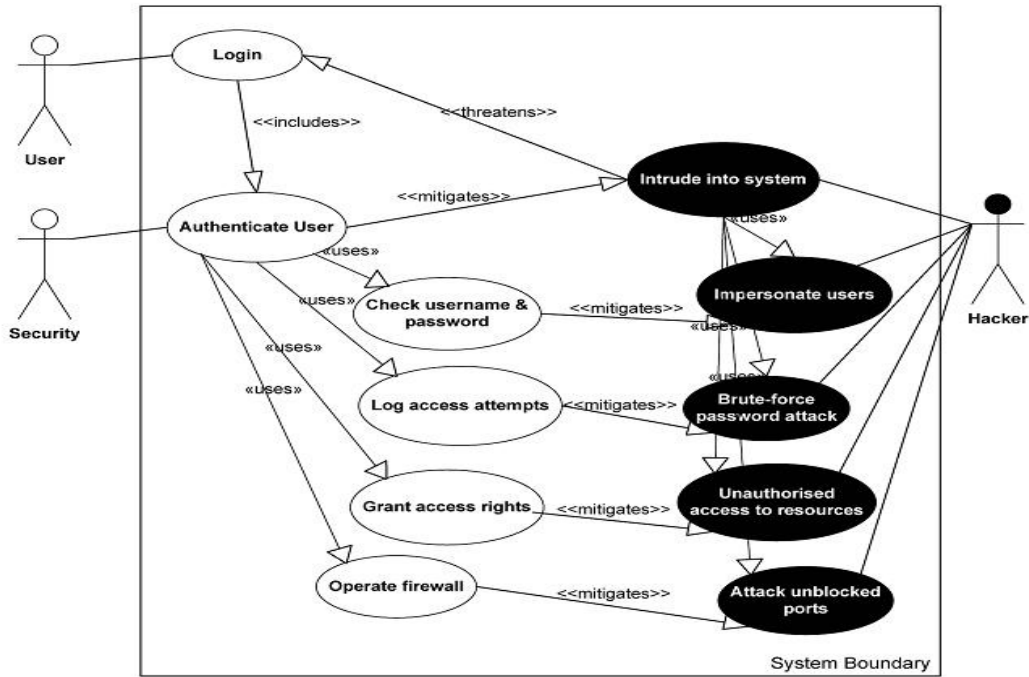 Login
<<threatens>>
<<includes>>
User
Intrude into system
<<mitigates>>
Authenticate User
«uses»
«uses»
Security
Check username &
password
<<mitigates>>
Impersonate users
Hacker
«uses»
«uses»
«uses»
«uses»
«uses»
Log access attempts
<<mitigates>>
Brute-force
password attack
Grant access rights
<<mitigates>>
Unauthorised
access to resources
Operate firewall
<<mitigates>>
Attack unblocked
ports
System Boundary